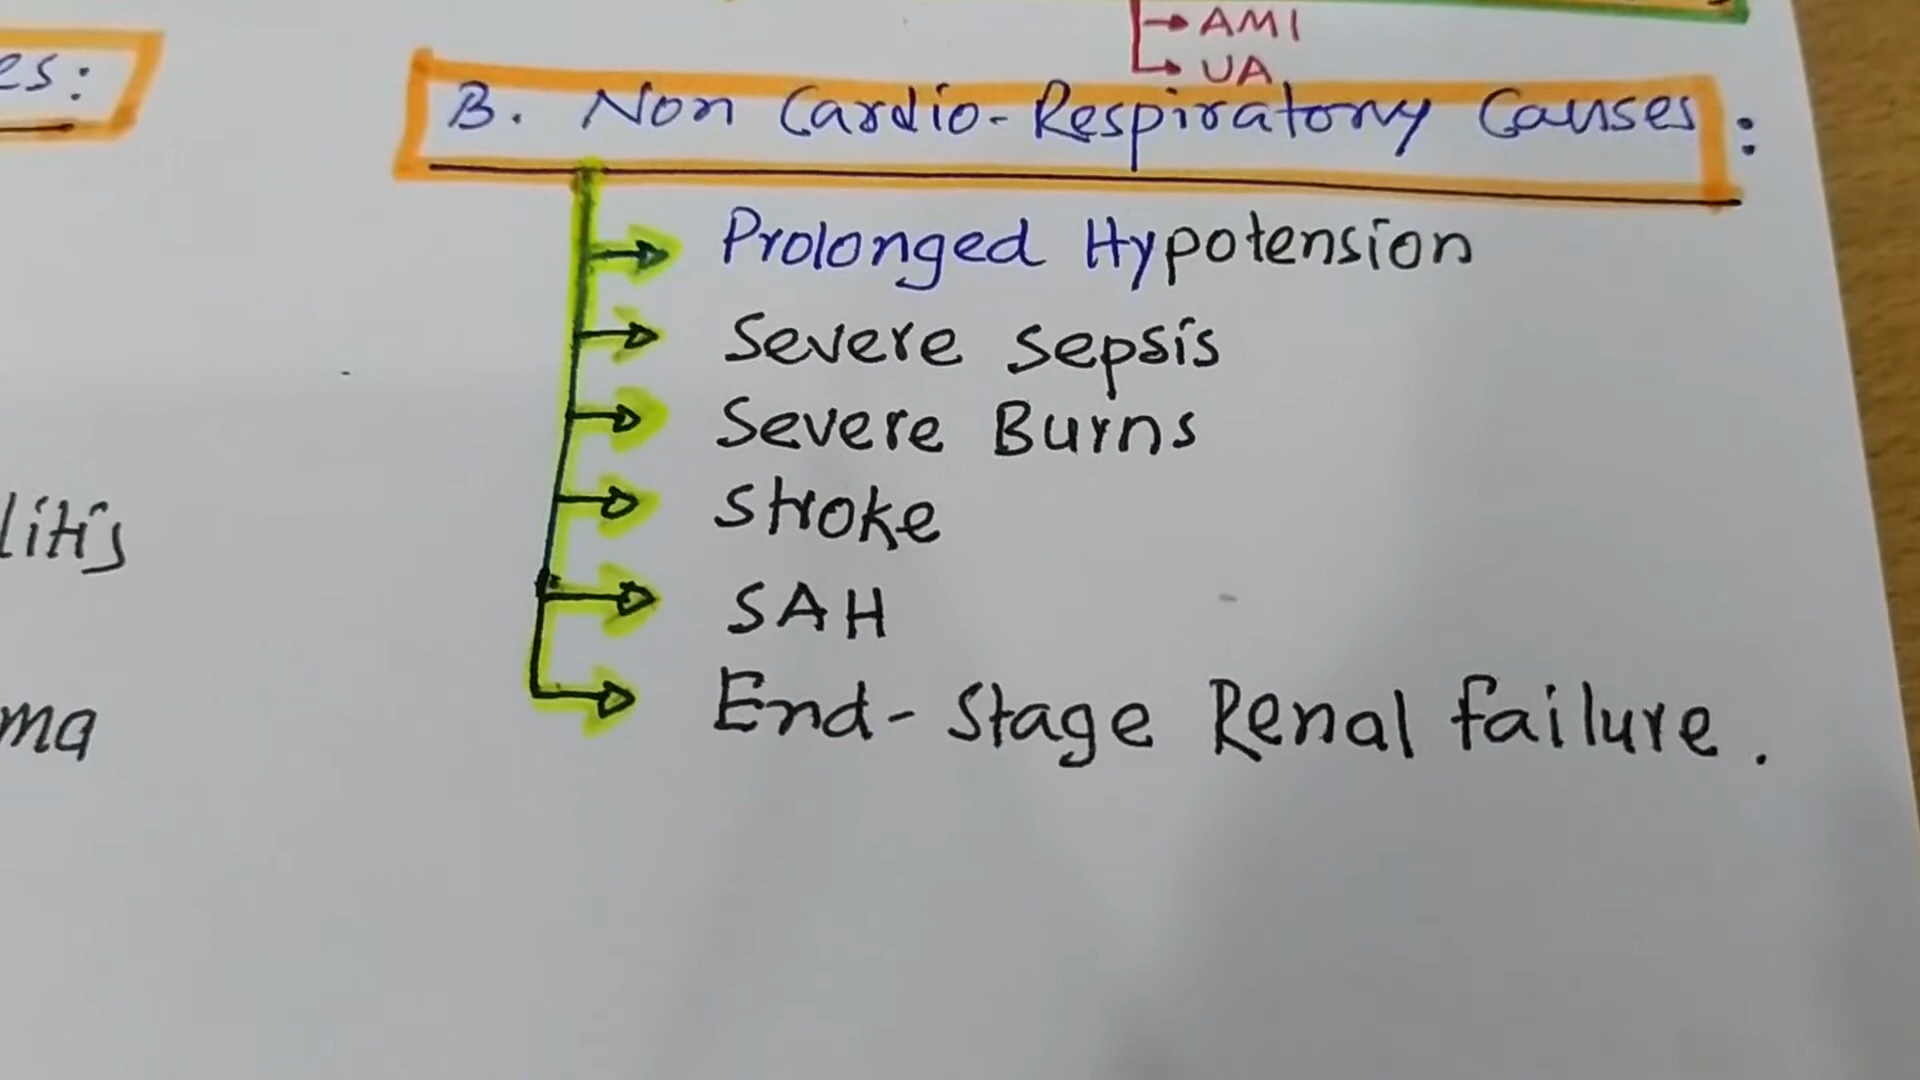 AMI
UA
es:
B. Non Cardio-Respiratory Causes:
Prolonged Hypotension
Severe sepsis
Severe Burns
Stroke
litis
SAH
End-Stage Renal failure.
ma